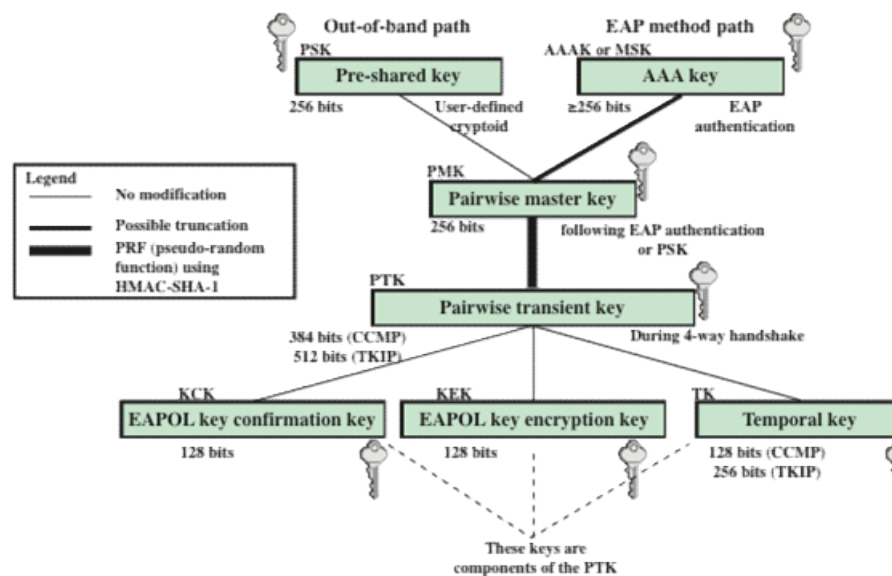 Out-of-band path
EAP method path
PSK
AAAK or MSK
Pre-shared key
AAA key
256 bits
User-defined
cryptoid
≥256 bits
EAP
authentication
Legend
No modification
Possible truncation
PRF (pseudo-random
function) using
HMAC-SHA-1
PMK
Pairwise master key
256 bits
following EAP authentication
or PSK
PTK
Pairwise transient key
384 bits (CCMP)
512 bits (TKIP)
During 4-way handshake
KCK
KEK
TK
EAPOL key confirmation key
EAPOL key encryption key
Temporal key
128 bits
128 bits
128 bits (CCMP)
256 bits (TKIP)
These keys are
components of the PTK